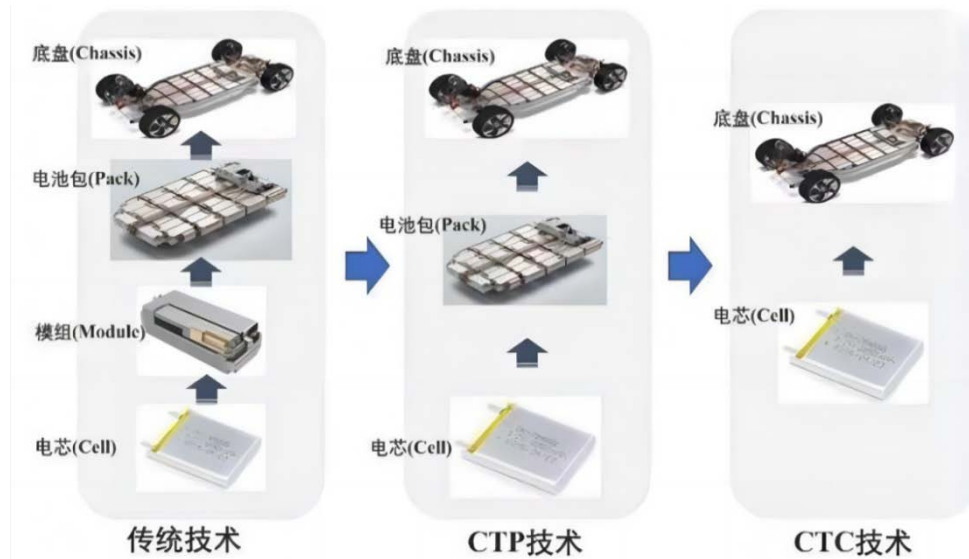 底盘(Chassis)
电池包(Pack)
模组(Module)
电芯(Cell)
传统技术
底盘(Chassis)
电池包(Pack)
电芯(Cell)
CTP技术
底盘(Chassis)
电芯(Cell)
CTC技术